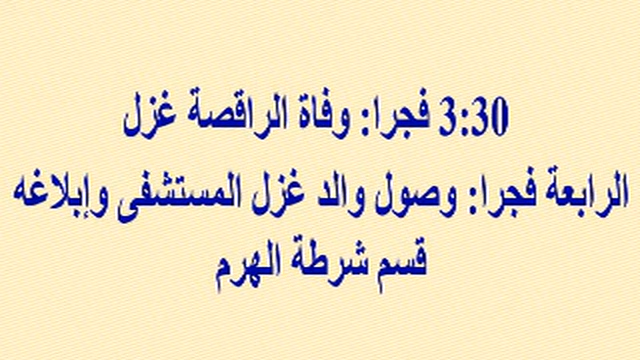 3:30 فجرا: وفاة الراقصة غزل
الرابعة فجرا: وصول والد غزل المستشفى وإبلاغه
قسم شرطة الهرم